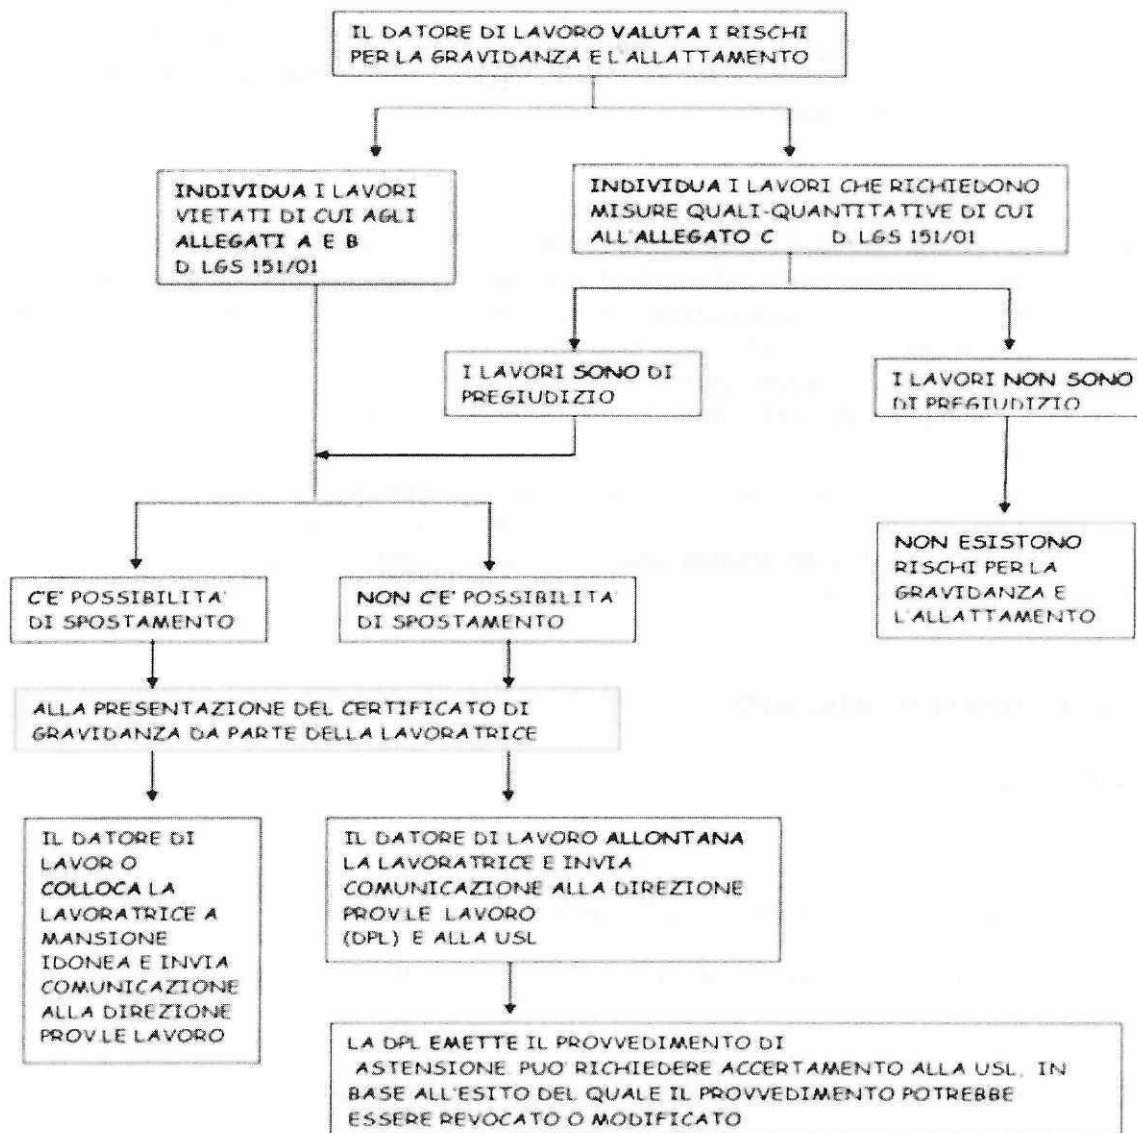 IL DATORE DI LAVORO VALUTA I RISCHI
PER LA GRAVIDANZA E L'ALLATTAMENTO
INDIVIDUA I LAVORI
VIETATI DI CUI AGLI
ALLEGATI A E B
D. LGS 151/01
INDIVIDUA I LAVORI CHE RICHIEDONO
MISURE QUALI-QUANTITATIVE DI CUI
ALL'ALLEGATO C D. LGS 151/01
I LAVORI SONO DI
PREGIUDIZIO
I LAVORI NON SONO
DI PREGIUDIZIO
NON ESISTONO
RISCHI PER LA
GRAVIDANZA E
L'ALLATTAMENTO
C'E' POSSIBILITA'
DI SPOSTAMENTO
NON C'E' POSSIBILITA'
DI SPOSTAMENTO
ALLA PRESENTAZIONE DEL CERTIFICATO DI
GRAVIDANZA DA PARTE DELLA LAVORATRICE
IL DATORE DI
LAVOR O
COLLOCA LA
LAVORATRICE A
MANSIONE
IDONEA E INVIA
COMUNICAZIONE
ALLA DIREZIONE
PROV.LE LAVORO
IL DATORE DI LAVORO ALLONTANA
LA LAVORATRICE E INVIA
COMUNICAZIONE ALLA DIREZIONE
PROV.LE LAVORO
(DPL) E ALLA USL
LA DPL EMETTE IL PROVVEDIMENTO DI
ASTENSIONE. PUO' RICHIEDERE ACCERTAMENTO ALLA USL, IN
BASE ALL'ESITO DEL QUALE IL PROVVEDIMENTO POTREBBE
ESSERE REVOCATO O MODIFICATO